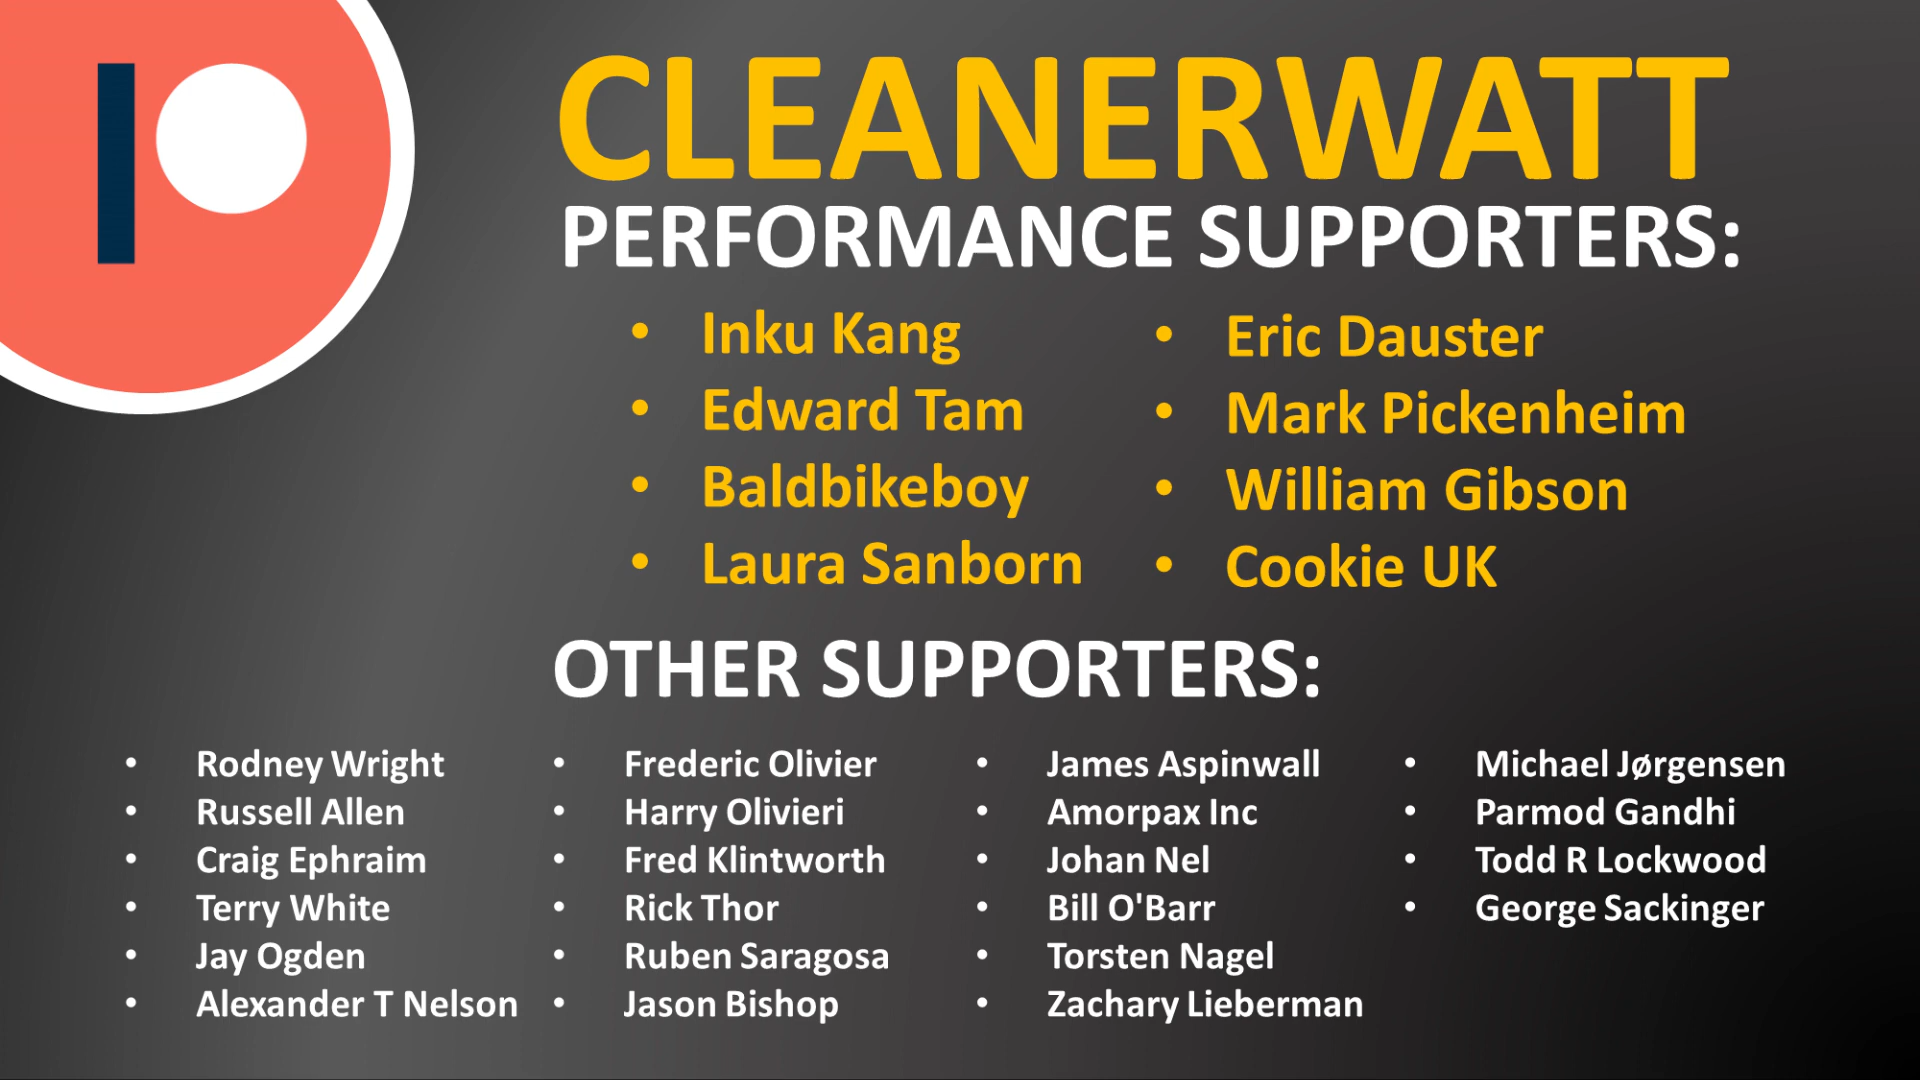 CLEANERWATT
PERFORMANCE SUPPORTERS:
• Inku Kang
• Edward Tam
• Baldbikeboy
• Laura Sanborn
• Eric Dauster
• Mark Pickenheim
• William Gibson
• Cookie UK
OTHER SUPPORTERS:
• Rodney Wright
• Russell Allen
• Craig Ephraim
• Terry White
• Jay Ogden
• Alexander T Nelson
• Frederic Olivier
• Harry Olivieri
• Fred Klintworth
• Rick Thor
• Ruben Saragosa
• Jason Bishop
• James Aspinwall
• Amorpax Inc
• Johan Nel
• Bill O'Barr
• Torsten Nagel
• Zachary Lieberman
• Michael Jørgensen
• Parmod Gandhi
• Todd R Lockwood
• George Sackinger